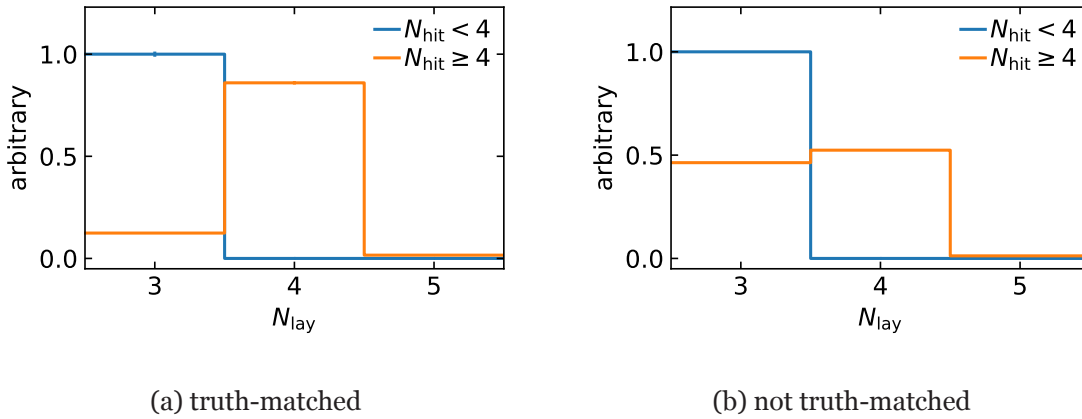 N_hit < 4
N_hit ≥ 4
1.0
0.5
0.0
arbitrary
3 4 5
N_lay
(a) truth-matched
N_hit < 4
N_hit ≥ 4
1.0
0.5
0.0
arbitrary
3 4 5
N_lay
(b) not truth-matched